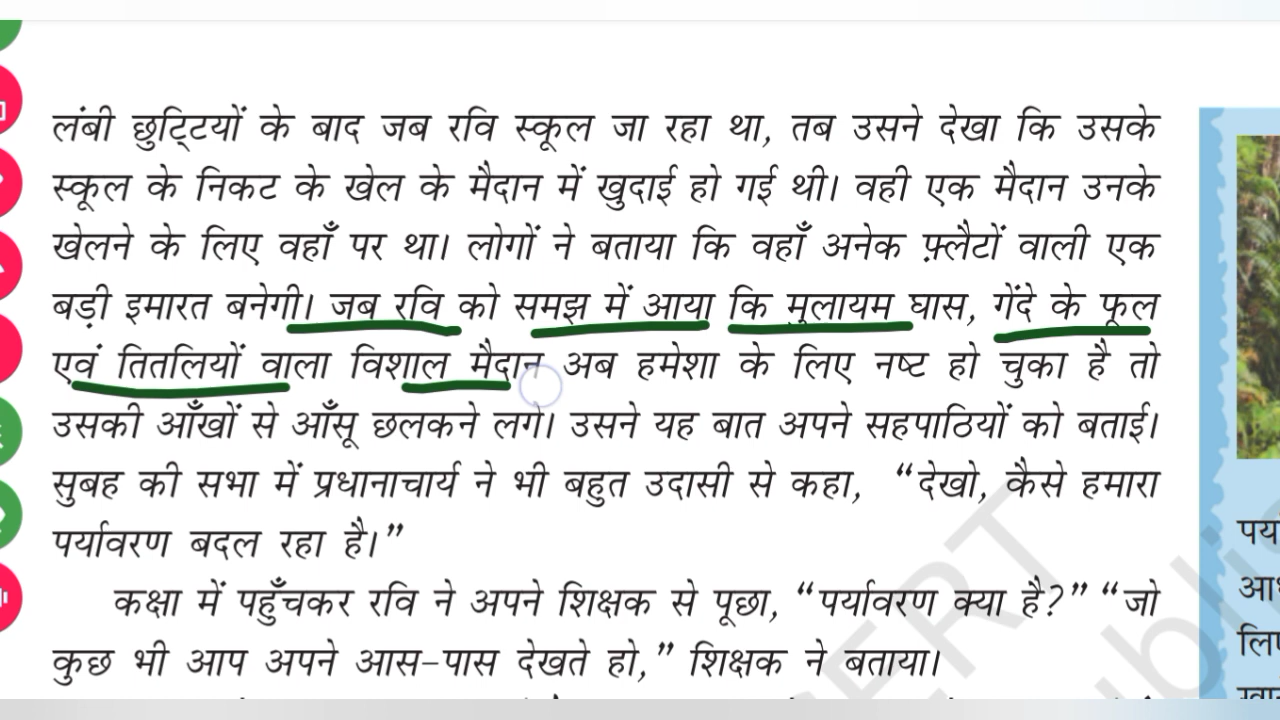 लंबी छुट्टियों के बाद जब रवि स्कूल जा रहा था, तब उसने देखा कि उसके
स्कूल के निकट के खेल के मैदान में खुदाई हो गई थी। वही एक मैदान उनके
खेलने के लिए वहाँ पर था। लोगों ने बताया कि वहाँ अनेक फ़्लैटों वाली एक
बड़ी इमारत बनेगी। जब रवि को समझ में आया कि मुलायम घास, गेंदे के फूल
एवं तितलियों वाला विशाल मैदान अब हमेशा के लिए नष्ट हो चुका है तो
उसकी आँखों से आँसू छलकने लगे। उसने यह बात अपने सहपाठियों को बताई।
सुबह की सभा में प्रधानाचार्य ने भी बहुत उदासी से कहा, “देखो, कैसे हमारा
पर्यावरण बदल रहा है।”
कक्षा में पहुँचकर रवि ने अपने शिक्षक से पूछा, “पर्यावरण क्या है?” “जो
कुछ भी आप अपने आस-पास देखते हो,” शिक्षक ने बताया।